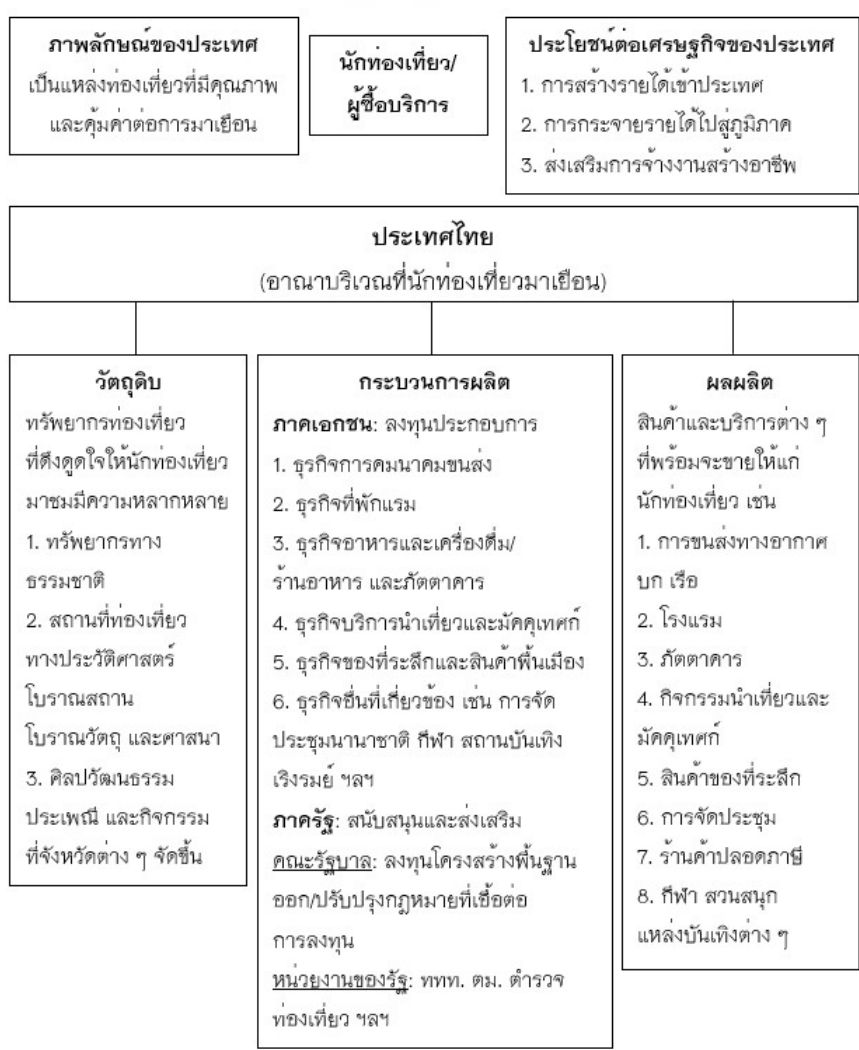 ภาพลักษณ์ของประเทศ
เป็นแหล่งท่องเที่ยวที่มีคุณภาพ
และคุ้มค่าต่อการมาเยือน
นักท่องเที่ยว/
ผู้ซื้อบริการ
ประโยชน์ต่อเศรษฐกิจของประเทศ
1. การสร้างรายได้เข้าประเทศ
2. การกระจายรายได้ไปสู่ภูมิภาค
3. ส่งเสริมการจ้างงานสร้างอาชีพ
ประเทศไทย
(อาณาบริเวณที่นักท่องเที่ยวมาเยือน)
วัตถุดิบ
ทรัพยากรท่องเที่ยว
ที่ดึงดูดใจให้นักท่องเที่ยว
มาชมมีความหลากหลาย
1. ทรัพยากรทาง
ธรรมชาติ
2. สถานที่ท่องเที่ยว
ทางประวัติศาสตร์
โบราณสถาน
โบราณวัตถุ และศาสนา
3. ศิลปวัฒนธรรม
ประเพณี และกิจกรรม
ที่จังหวัดต่าง ๆ จัดขึ้น
กระบวนการผลิต
ภาคเอกชน: ลงทุนประกอบการ
1. ธุรกิจการคมนาคมขนส่ง
2. ธุรกิจที่พักแรม
3. ธุรกิจอาหารและเครื่องดื่ม/
ร้านอาหาร และภัตตาคาร
4. ธุรกิจบริการนำเที่ยวและมัคคุเทศก์
5. ธุรกิจของที่ระลึกและสินค้าพื้นเมือง
6. ธุรกิจอื่นที่เกี่ยวข้อง เช่น การจัด
ประชุมนานาชาติ กีฬา สถานบันเทิง
เริงรมย์ ฯลฯ
ภาครัฐ: สนับสนุนและส่งเสริม
คณะรัฐบาล: ลงทุนโครงสร้างพื้นฐาน
ออก/ปรับปรุงกฎหมายที่เอื้อต่อ
การลงทุน
หน่วยงานของรัฐ: ททท. ตม. ตำรวจ
ท่องเที่ยว ฯลฯ
ผลผลิต
สินค้าและบริการต่าง ๆ
ที่พร้อมจะขายให้แก่
นักท่องเที่ยว เช่น
1. การขนส่งทางอากาศ
บก เรือ
2. โรงแรม
3. ภัตตาคาร
4. กิจกรรมนำเที่ยวและ
มัคคุเทศก์
5. สินค้าของที่ระลึก
6. การจัดประชุม
7. ร้านค้าปลอดภาษี
8. กีฬา สวนสนุก
แหล่งบันเทิงต่าง ๆ